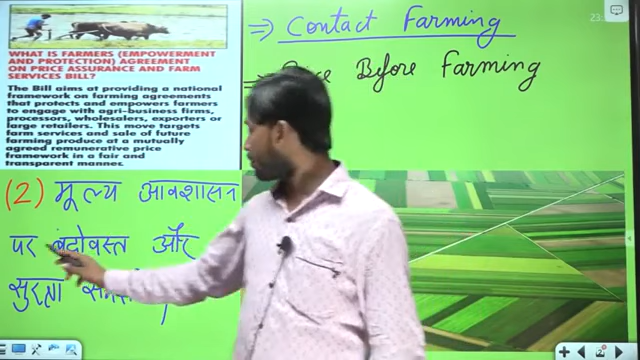 ⇒ Contact Farming
⇒ Before Farming
WHAT IS FARMERS (EMPOWERMENT
AND PROTECTION) AGREEMENT
ON PRICE ASSURANCE AND FARM
SERVICES BILL?
The Bill aims at providing a national
framework on farming agreements
that protects and empowers farmers
to engage with agri-business firms,
processors, wholesalers, exporters or
large retailers. This move targets
farm services and sale of future
farming produce at a mutually
agreed remunerative price
framework in a fair and
transparent manner.
(2) मूल्य आवशासन
पर बंदोवस्त और
सुरक्षा
2